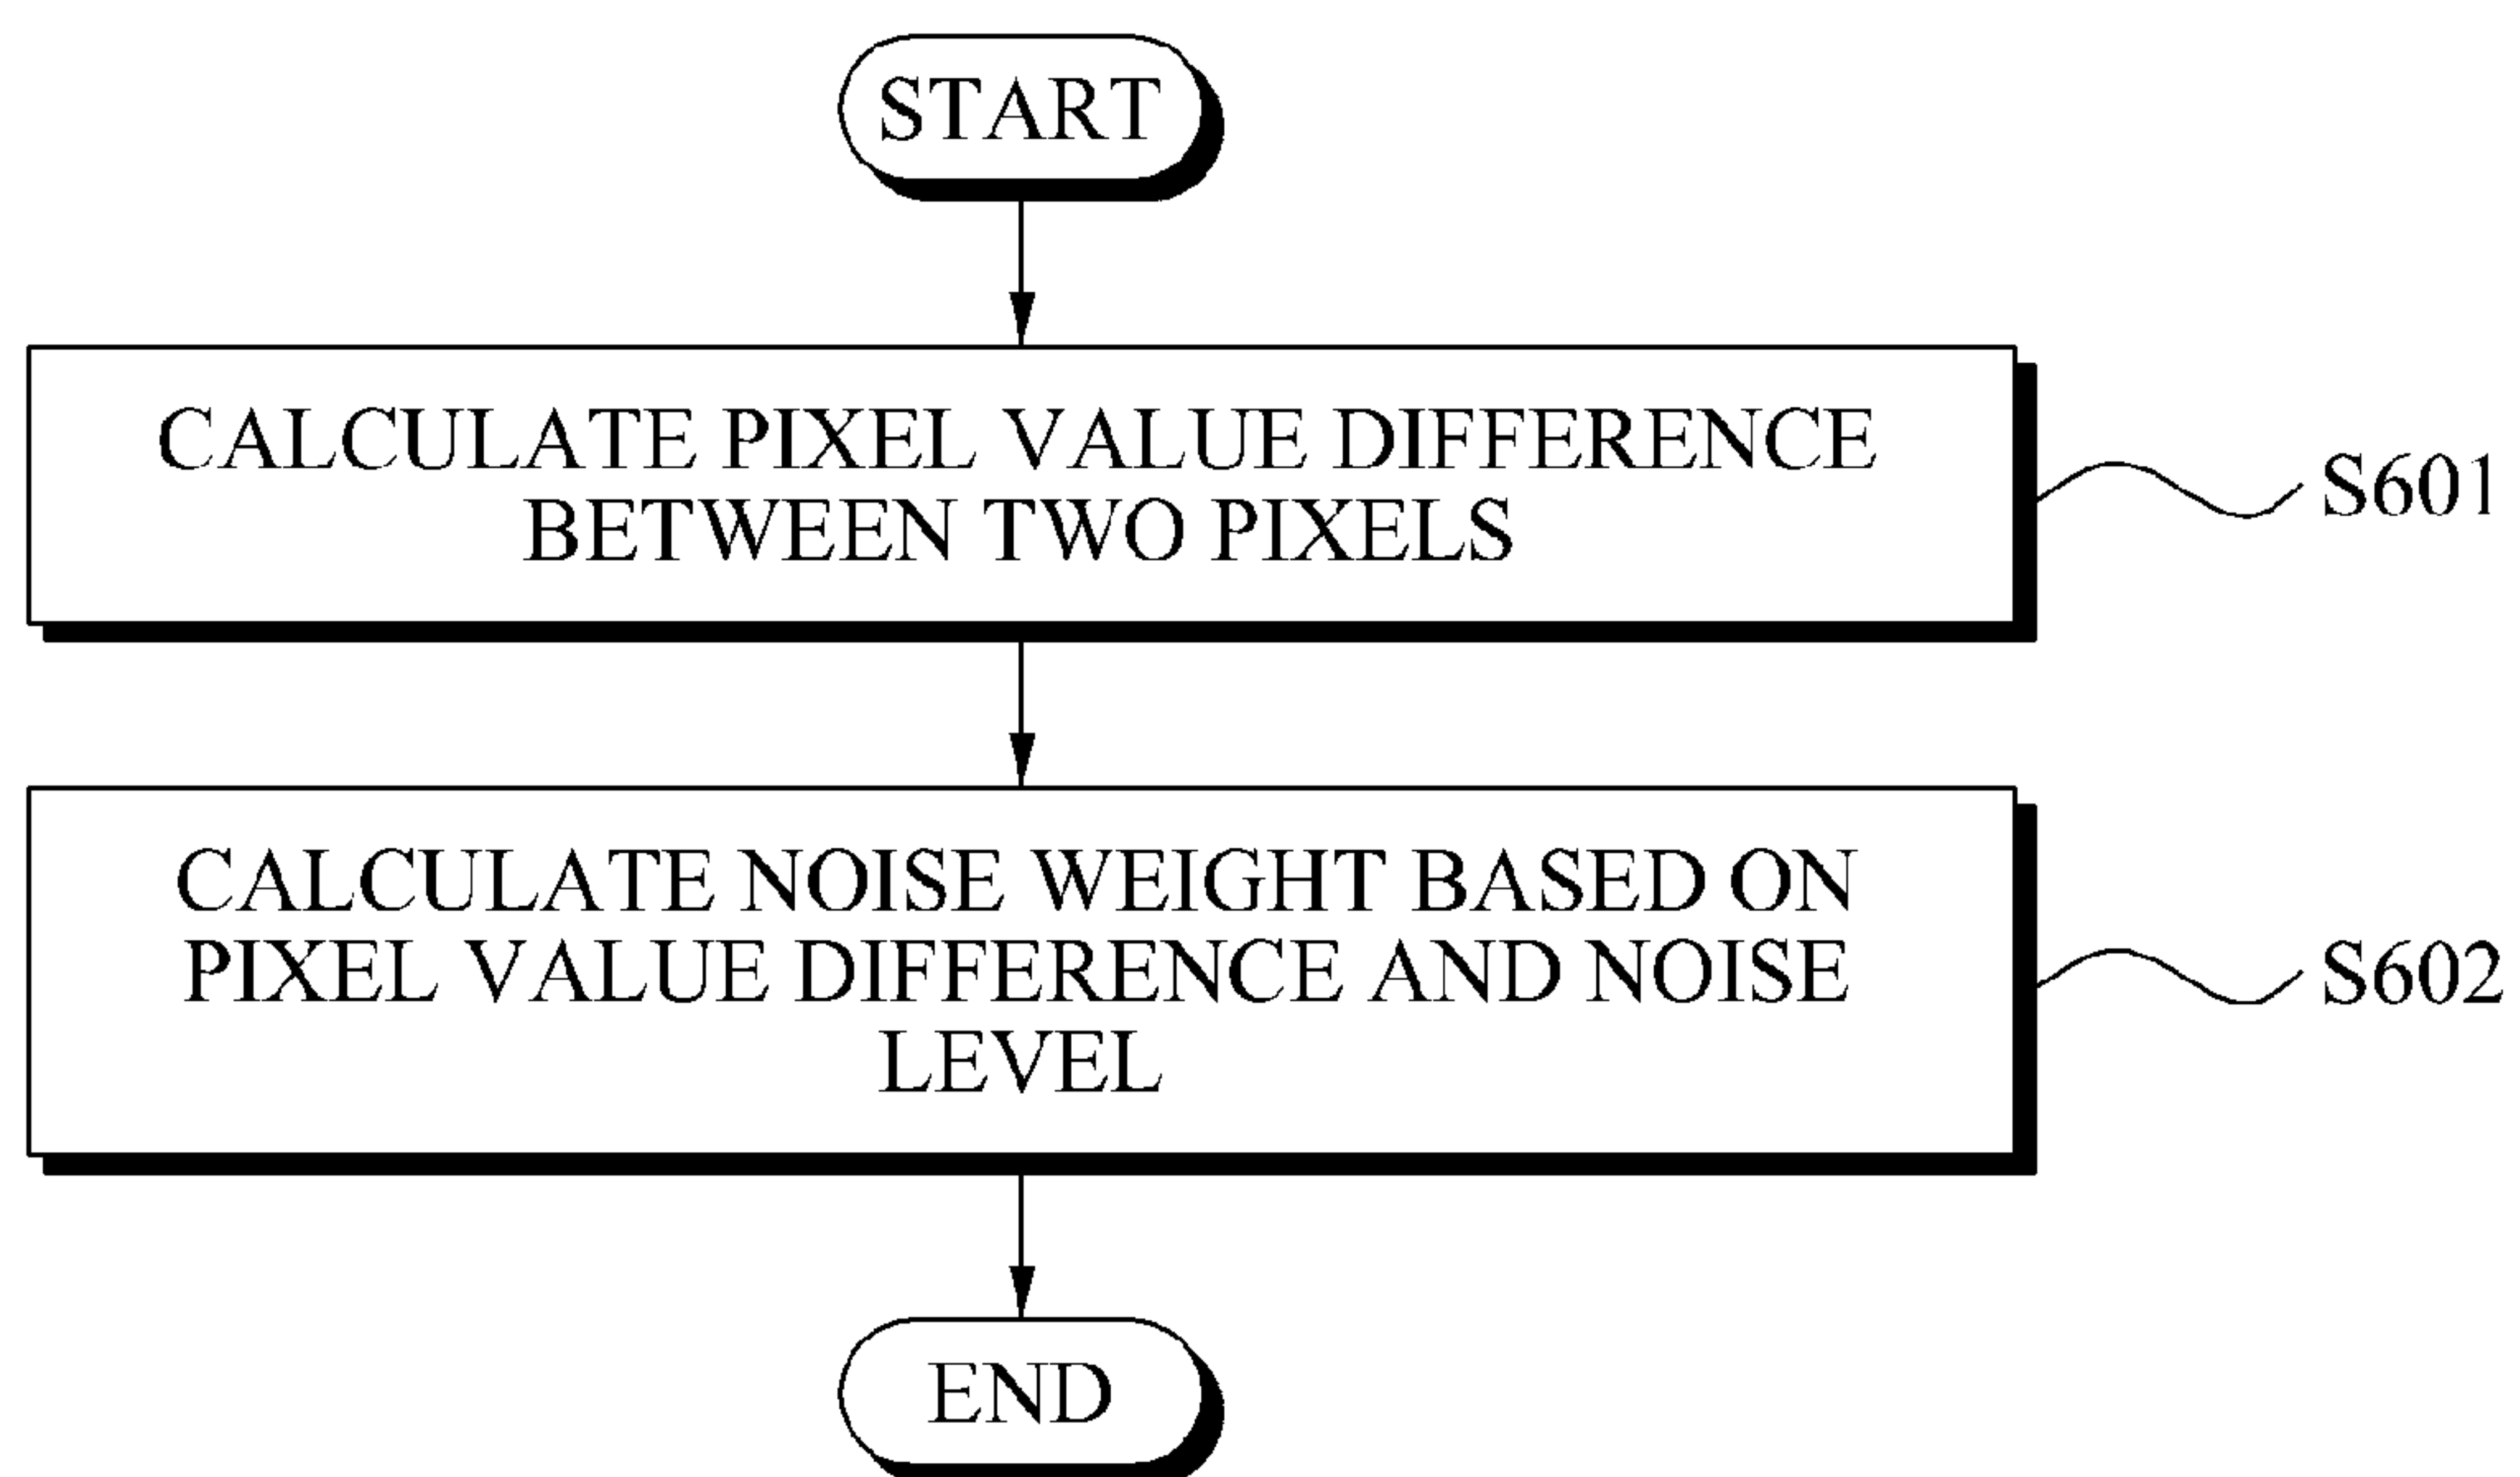 START
CALCULATE PIXEL VALUE DIFFERENCE
BETWEEN TWO PIXELS
S601
CALCULATE NOISE WEIGHT BASED ON
PIXEL VALUE DIFFERENCE AND NOISE
LEVEL
S602
END